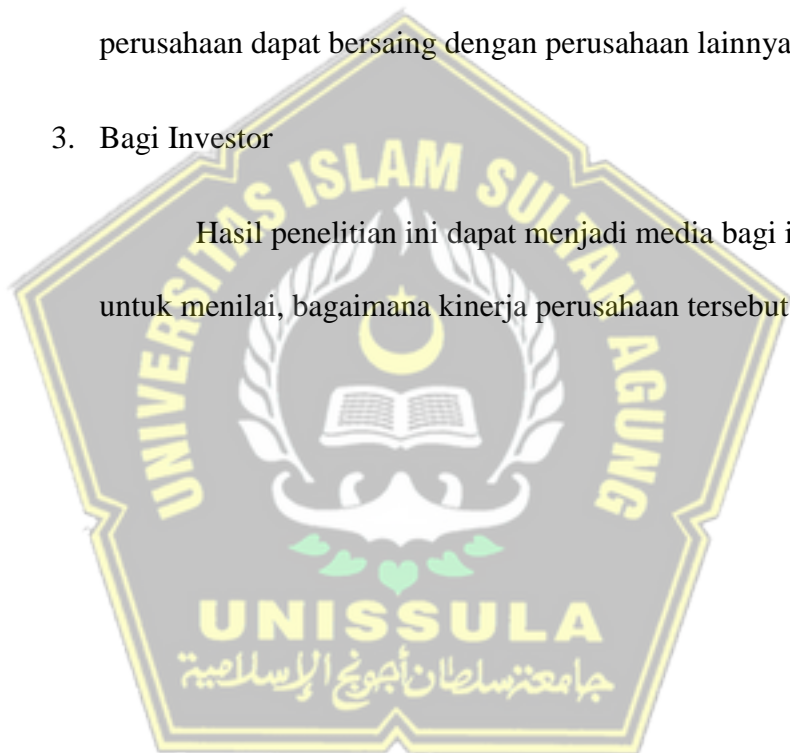 perusahaan dapat bersaing dengan perusahaan lainnya
3. Bagi Investor
Hasil penelitian ini dapat menjadi media bagi
untuk menilai, bagaimana kinerja perusahaan tersebut
UNIVERSITAS ISLAM SULTAN AGUNG
UNISSULA
جامعة سلطان أجونج الإسلامية